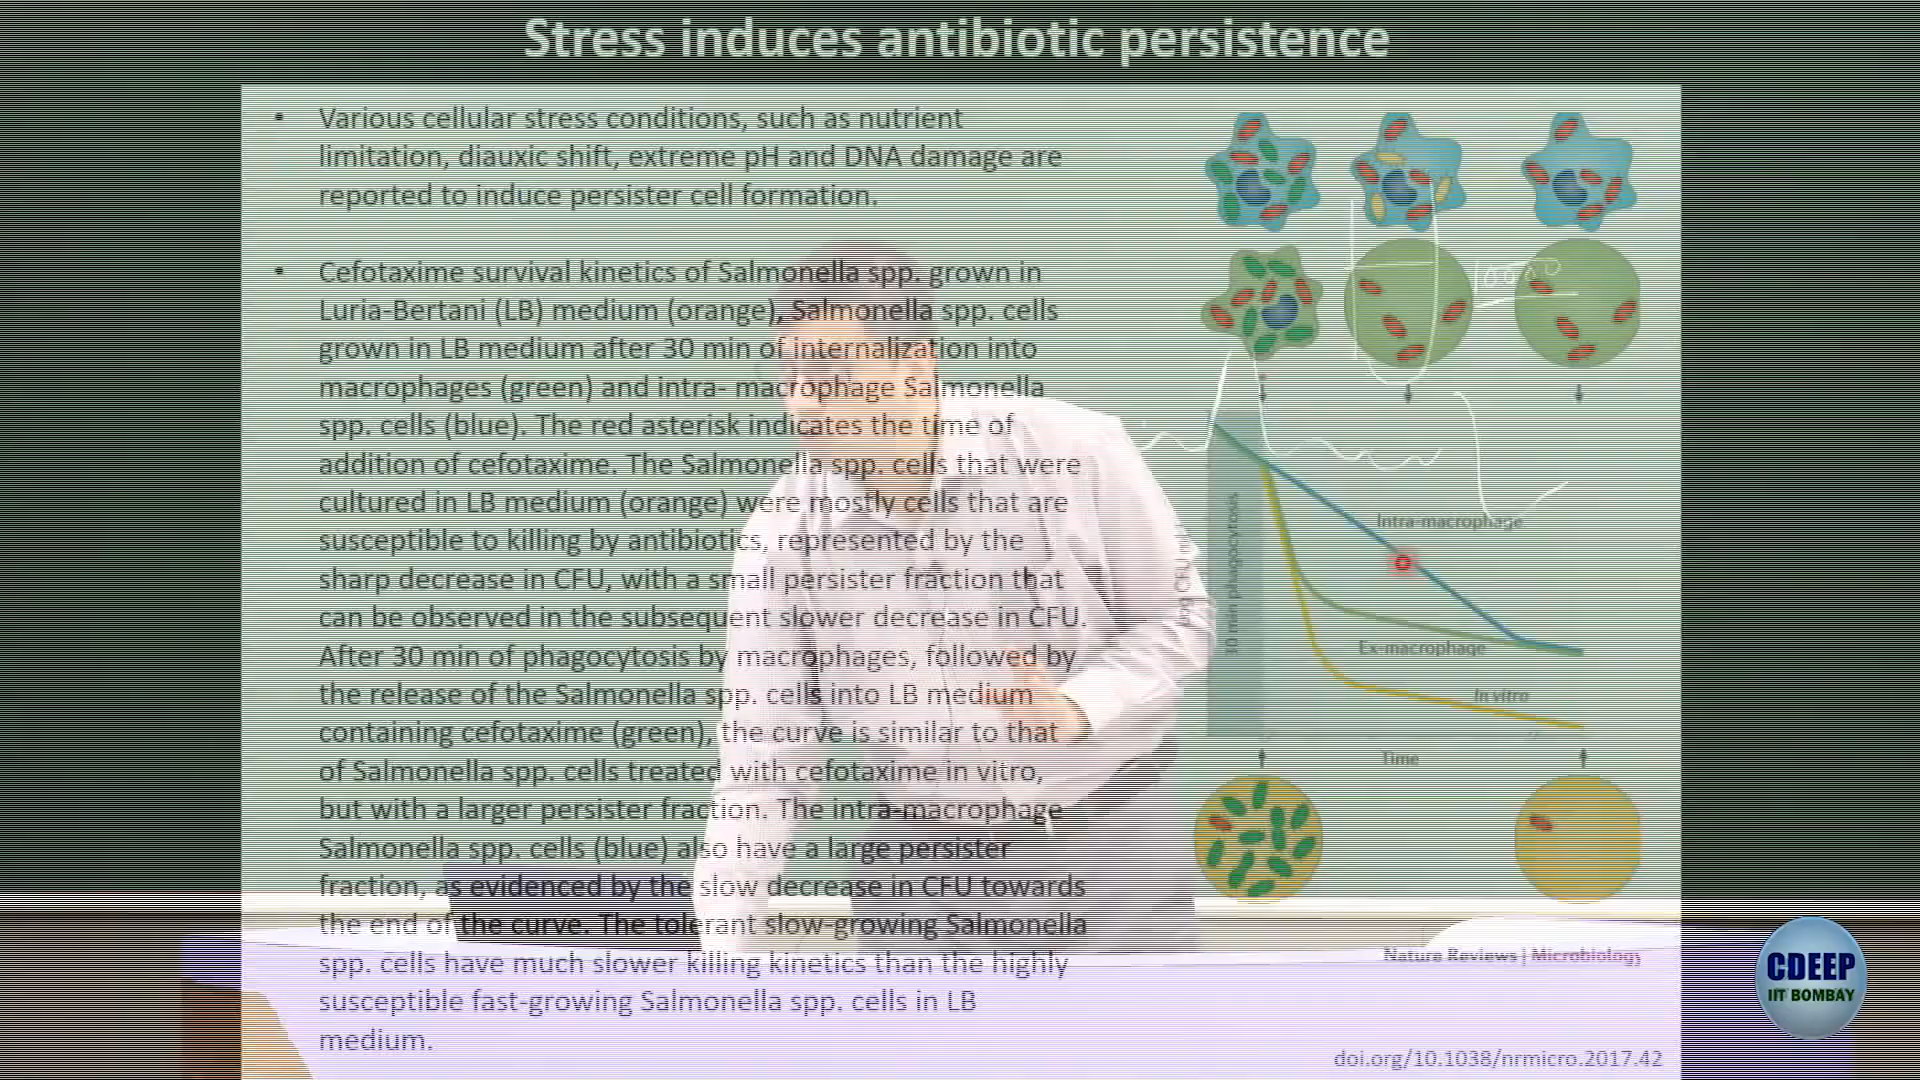 Stress induces antibiotic persistence
• Various cellular stress conditions, such as nutrient
limitation, diauxic shift, extreme pH and DNA damage are
reported to induce persister cell formation.
• Cefotaxime survival kinetics of Salmonella spp. grown in
Luria-Bertani (LB) medium (orange), Salmonella spp. cells
grown in LB medium after 30 min of internalization into
macrophages (green) and intra- macrophage Salmonella
spp. cells (blue). The red asterisk indicates the time of
addition of cefotaxime. The Salmonella spp. cells that were
cultured in LB medium (orange) were mostly cells that are
susceptible to killing by antibiotics, represented by the
sharp decrease in CFU, with a small persister fraction that
can be observed in the subsequent slower decrease in CFU.
After 30 min of phagocytosis by macrophages, followed by
the release of the Salmonella spp. cells into LB medium
containing cefotaxime (green), the curve is similar to that
of Salmonella spp. cells treated with cefotaxime in vitro,
but with a larger persister fraction. The intra-macrophage
Salmonella spp. cells (blue) also have a large persister
fraction, as evidenced by the slow decrease in CFU towards
the end of the curve. The tolerant slow-growing Salmonella
spp. cells have much slower killing kinetics than the highly
susceptible fast-growing Salmonella spp. cells in LB
medium.
30 min phagocytosis
Intra-macrophage
Ex-macrophage
In vitro
Time
Nature Reviews | Microbiology
doi.org/10.1038/nrmicro.2017.42
CDEEP
IIT BOMBAY